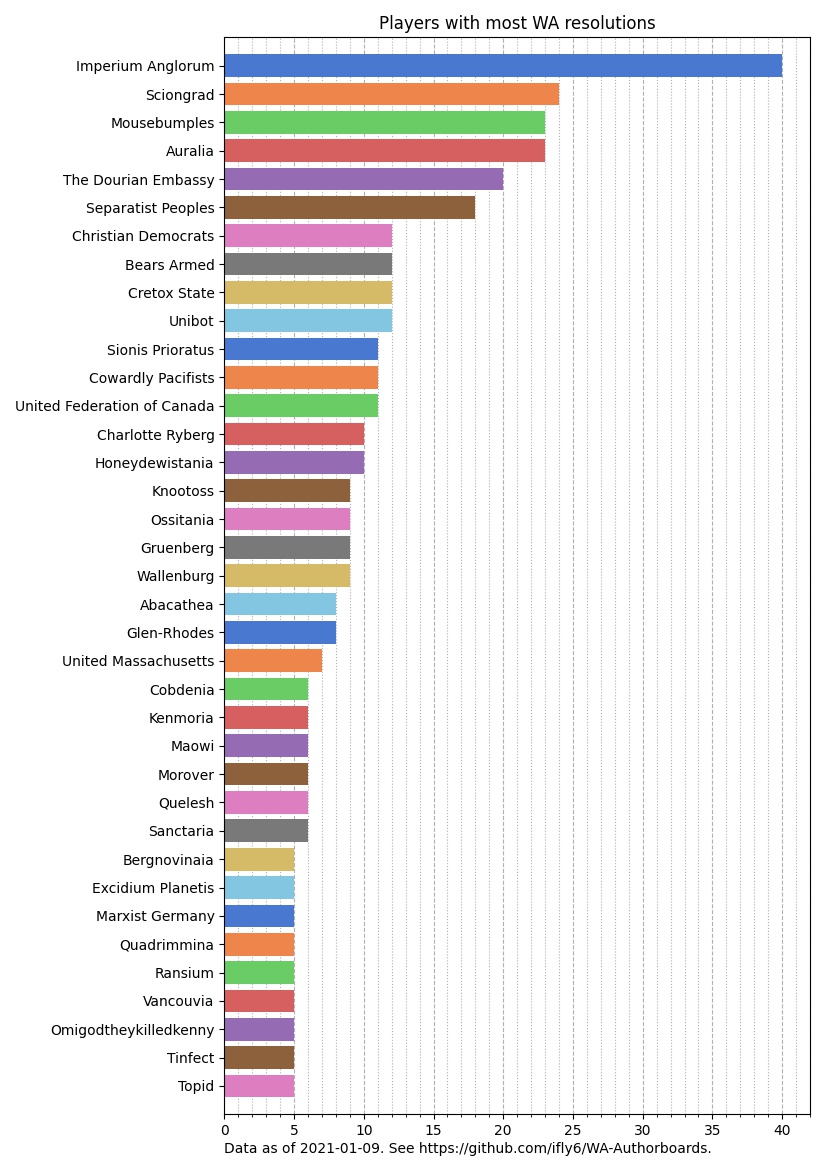 Players with most WA resolutions
Imperium Anglorum
Sciongrad
Mousebumples
Auralia
The Dourian Embassy
Separatist Peoples
Christian Democrats
Bears Armed
Cretox State
Unibot
Sionis Prioratus
Cowardly Pacifists
United Federation of Canada
Charlotte Ryberg
Honeydewistania
Knootoss
Ossitania
Gruenberg
Wallenburg
Abacathea
Glen-Rhodes
United Massachusetts
Cobdenia
Kenmoria
Maowi
Morover
Quelesh
Sanctaria
Bergnovinaia
Excidium Planetis
Marxist Germany
Quadrimmina
Ransium
Vancouvia
Omigodtheykilledkenny
Tinfect
Topid
0 5 10 15 20 25 30 35 40
Data as of 2021-01-09. See https://github.com/ifly6/WA-Authorboards.